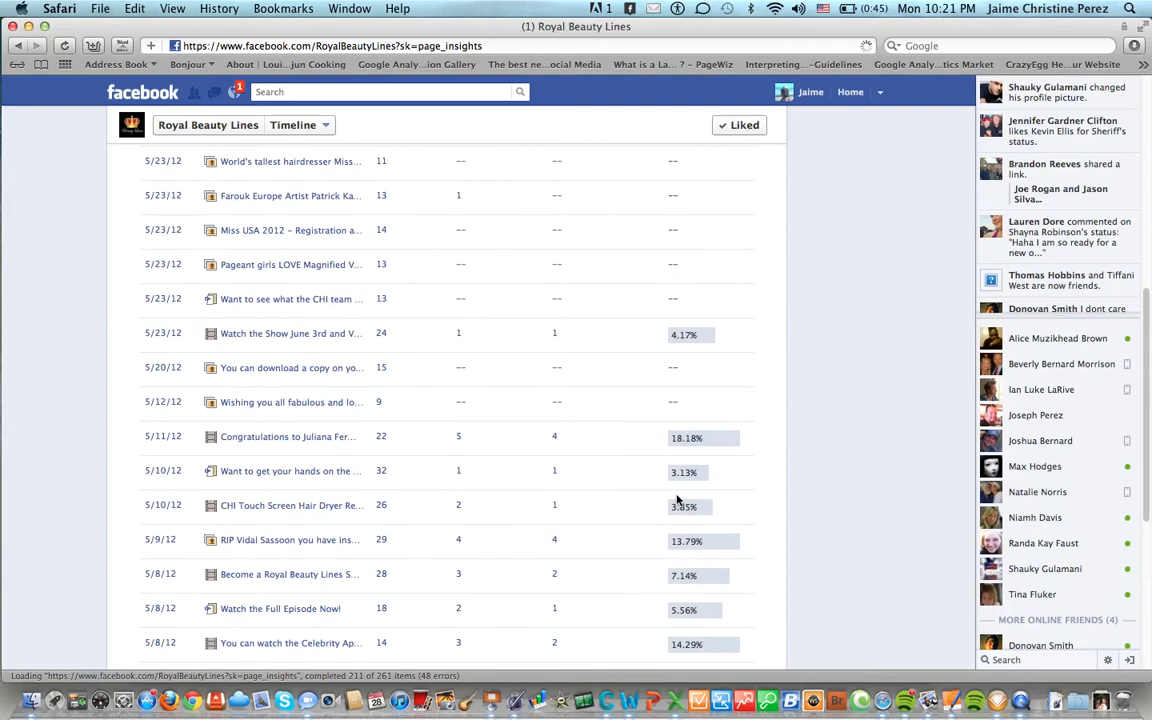 Safari File Edit View History Bookmarks Window Help 1 (0:45) Mon 10:21 PM Jaime Christine Perez
(1) Royal Beauty Lines
https://www.facebook.com/RoyalBeautyLines?sk=page_insights Google
Address Book Bonjour About | Loui...jun Cooking Google Analy...ion Gallery The best ne...ocial Media What is a La... ? - PageWiz Interpreting...-Guidelines Google Analy...tics Market CrazyEgg He...ur Website
facebook 1 Search Jaime Home
Royal Beauty Lines Timeline Liked
5/23/12 World's tallest hairdresser Miss... 11 -- -- --
5/23/12 Farouk Europe Artist Patrick Ka... 13 1 -- --
5/23/12 Miss USA 2012 – Registration a... 14 -- -- --
5/23/12 Pageant girls LOVE Magnified V... 13 -- -- --
5/23/12 Want to see what the CHI team ... 13 -- -- --
5/23/12 Watch the Show June 3rd and V... 24 1 1 4.17%
5/20/12 You can download a copy on yo... 15 -- -- --
5/12/12 Wishing you all fabulous and lo... 9 -- -- --
5/11/12 Congratulations to Juliana Fer... 22 5 4 18.18%
5/10/12 Want to get your hands on the ... 32 1 1 3.13%
5/10/12 CHI Touch Screen Hair Dryer Re... 26 2 1 3.85%
5/9/12 RIP Vidal Sassoon you have ins... 29 4 4 13.79%
5/8/12 Become a Royal Beauty Lines S... 28 3 2 7.14%
5/8/12 Watch the Full Episode Now! 18 2 1 5.56%
5/8/12 You can watch the Celebrity Ap... 14 3 2 14.29%
Shauky Gulamani changed
his profile picture.
Jennifer Gardner Clifton
likes Kevin Ellis for Sheriff's
status.
Brandon Reeves shared a
link.
Joe Rogan and Jason
Silva...
Lauren Dore commented on
Shayna Robinson's status:
"Haha I am so ready for a
new o..."
Thomas Hobbins and Tiffani
West are now friends.
Donovan Smith I dont care
Alice Muzikhead Brown
Beverly Bernard Morrison
Ian Luke LaRive
Joseph Perez
Joshua Bernard
Max Hodges
Natalie Norris
Niamh Davis
Randa Kay Faust
Shauky Gulamani
Tina Fluker
MORE ONLINE FRIENDS (4)
Donovan Smith
Search
Loading "https://www.facebook.com/RoyalBeautyLines?sk=page_insights", completed 211 of 261 items (48 errors)